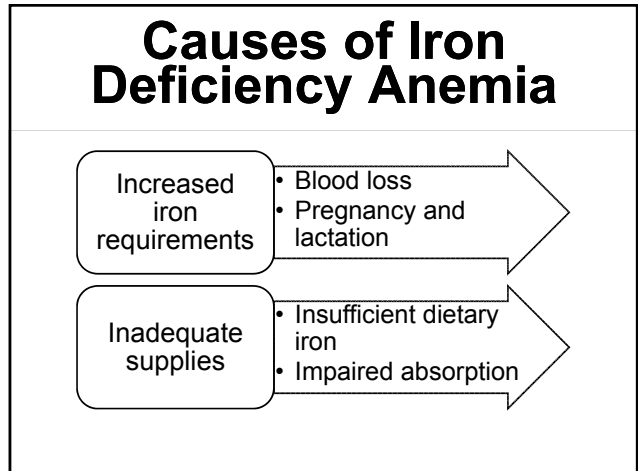 Causes of Iron
Deficiency Anemia
Increased
iron
requirements
• Blood loss
• Pregnancy and
lactation
Inadequate
supplies
• Insufficient dietary
iron
• Impaired absorption